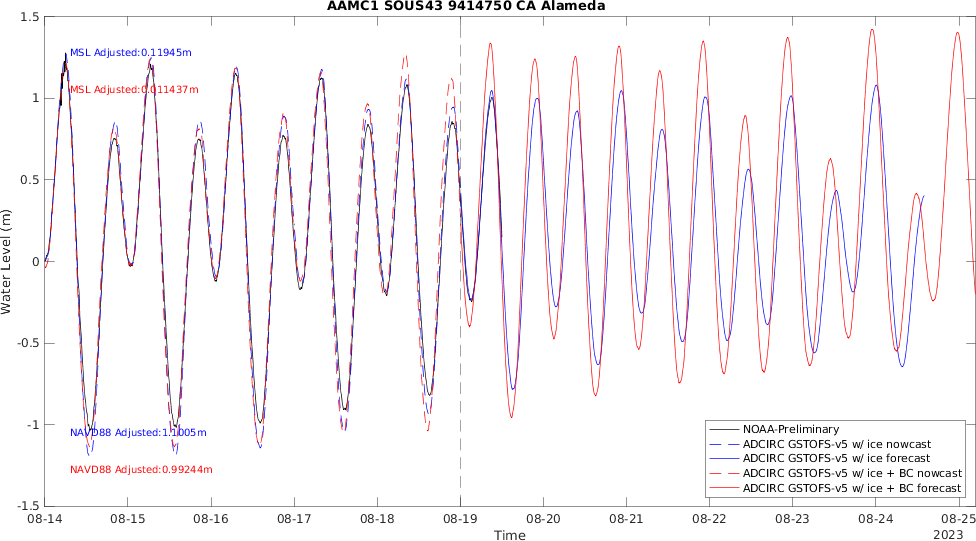 AAMC1 SOUS43 9414750 CA Alameda
1.5
MSL Adjusted:0.11945m
MSL Adjusted:0.011437m
1
0.5
0
-0.5
-1
NAVD88 Adjusted:1.1005m
NAVD88 Adjusted:0.99244m
-1.5
Water Level (m)
NOAA-Preliminary
ADCIRC GSTOFS-v5 w/ ice nowcast
ADCIRC GSTOFS-v5 w/ ice forecast
ADCIRC GSTOFS-v5 w/ ice + BC nowcast
ADCIRC GSTOFS-v5 w/ ice + BC forecast
08-14 08-15 08-16 08-17 08-18 08-19 08-20 08-21 08-22 08-23 08-24 08-25
Time
2023